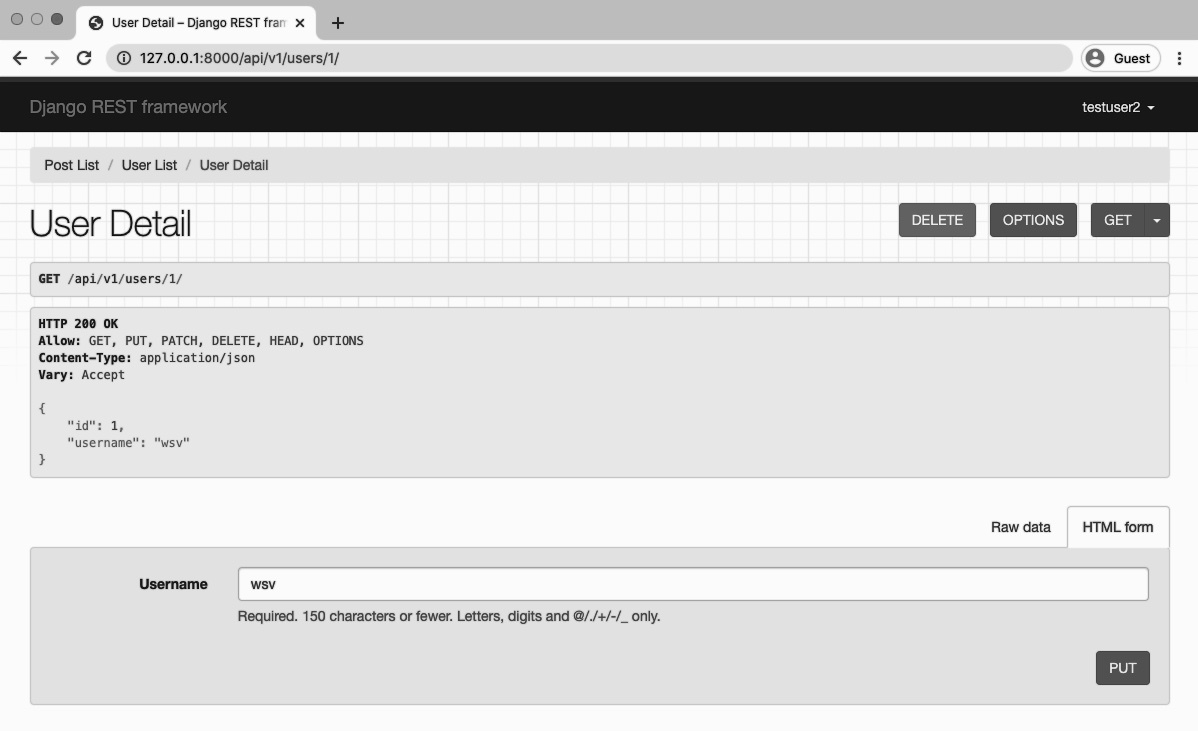 User Detail – Django REST fram
127.0.0.1:8000/api/v1/users/1/
Guest
Django REST framework
testuser2
Post List / User List / User Detail
User Detail
DELETE OPTIONS GET
GET /api/v1/users/1/
HTTP 200 OK
Allow: GET, PUT, PATCH, DELETE, HEAD, OPTIONS
Content-Type: application/json
Vary: Accept
{
"id": 1,
"username": "wsv"
}
Raw data HTML form
Username wsv
Required. 150 characters or fewer. Letters, digits and @/./+/-/_ only.
PUT